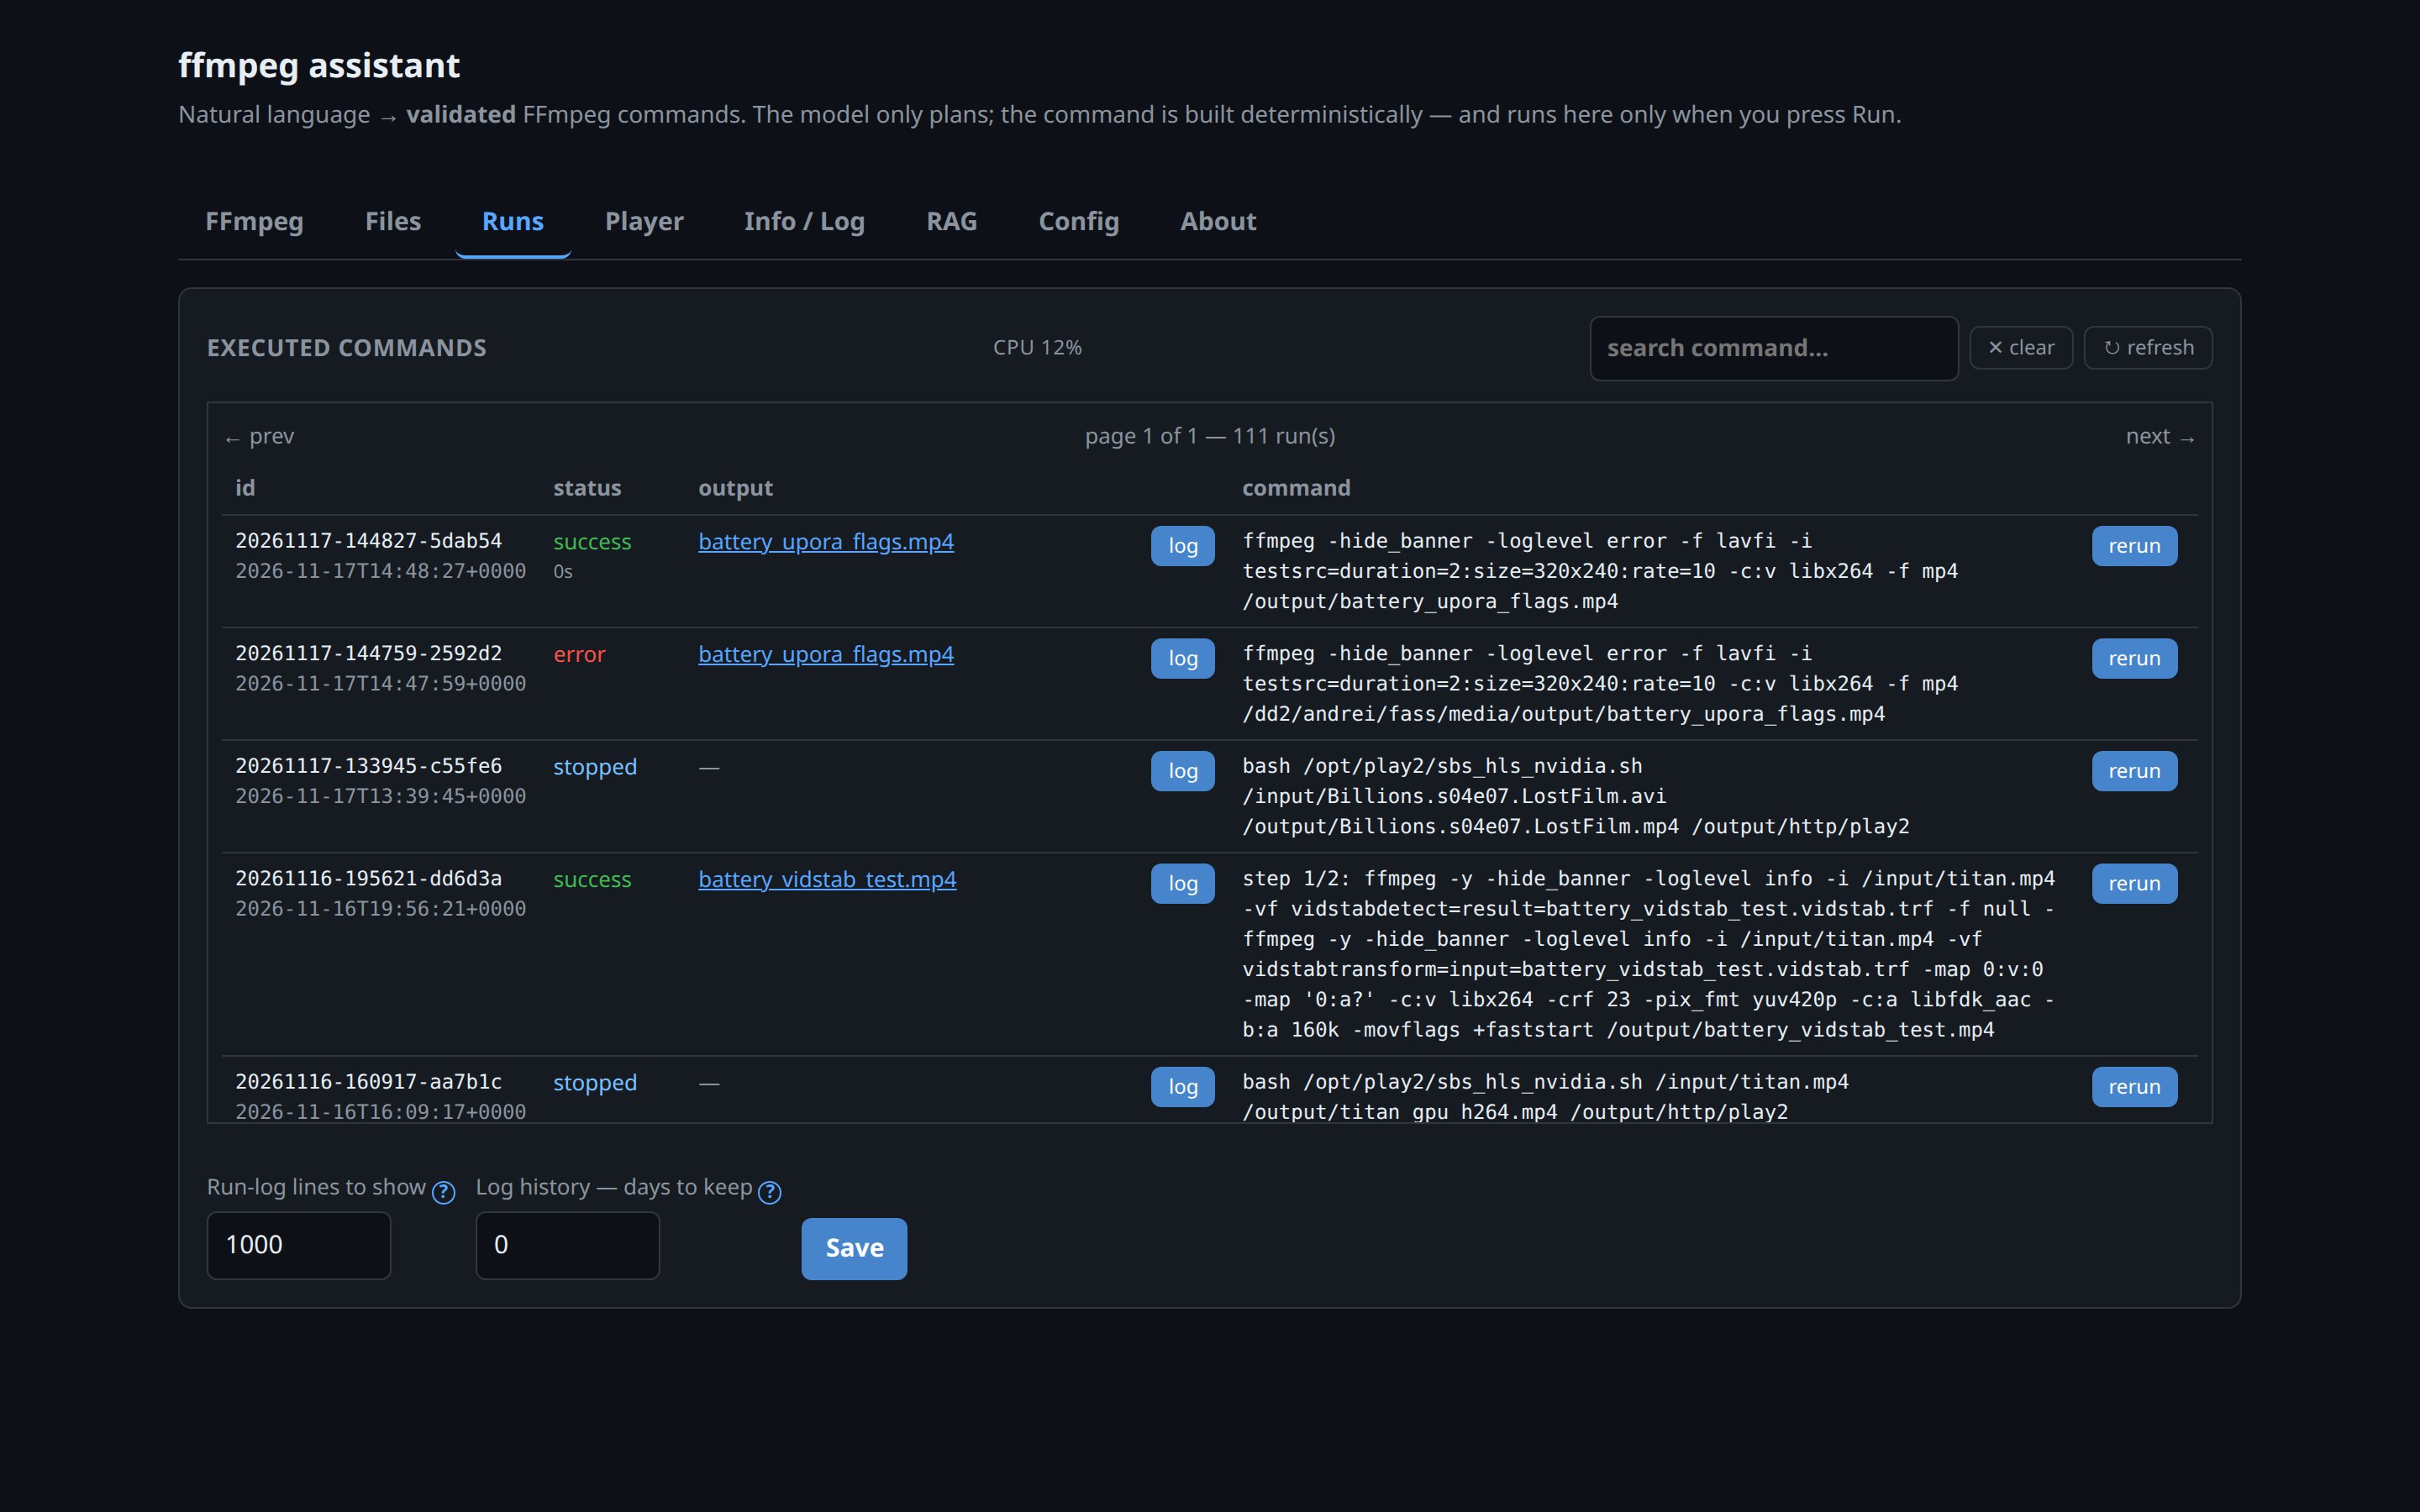 ffmpeg assistant
Natural language → validated FFmpeg commands. The model only plans; the command is built deterministically — and runs here only when you press Run.
FFmpeg Files Runs Player Info / Log RAG Config About
EXECUTED COMMANDS CPU 12% search command... ✕ clear ↻ refresh
← prev page 1 of 1 — 111 run(s) next →
id status output command
20261117-144827-5dab54 success battery_upora_flags.mp4 log ffmpeg -hide_banner -loglevel error -f lavfi -i rerun
2026-11-17T14:48:27+0000 0s testsrc=duration=2:size=320x240:rate=10 -c:v libx264 -f mp4
/output/battery_upora_flags.mp4
20261117-144759-2592d2 error battery_upora_flags.mp4 log ffmpeg -hide_banner -loglevel error -f lavfi -i rerun
2026-11-17T14:47:59+0000 testsrc=duration=2:size=320x240:rate=10 -c:v libx264 -f mp4
/dd2/andrei/fass/media/output/battery_upora_flags.mp4
20261117-133945-c55fe6 stopped — log bash /opt/play2/sbs_hls_nvidia.sh rerun
2026-11-17T13:39:45+0000 /input/Billions.s04e07.LostFilm.avi
/output/Billions.s04e07.LostFilm.mp4 /output/http/play2
20261116-195621-dd6d3a success battery_vidstab_test.mp4 log step 1/2: ffmpeg -y -hide_banner -loglevel info -i /input/titan.mp4 rerun
2026-11-16T19:56:21+0000 -vf vidstabdetect=result=battery_vidstab_test.vidstab.trf -f null -
ffmpeg -y -hide_banner -loglevel info -i /input/titan.mp4 -vf
vidstabtransform=input=battery_vidstab_test.vidstab.trf -map 0:v:0
-map '0:a?' -c:v libx264 -crf 23 -pix_fmt yuv420p -c:a libfdk_aac -
b:a 160k -movflags +faststart /output/battery_vidstab_test.mp4
20261116-160917-aa7b1c stopped — log bash /opt/play2/sbs_hls_nvidia.sh /input/titan.mp4 rerun
2026-11-16T16:09:17+0000 /output/titan_gpu_h264.mp4 /output/http/play2
Run-log lines to show ? Log history — days to keep ?
1000 0 Save